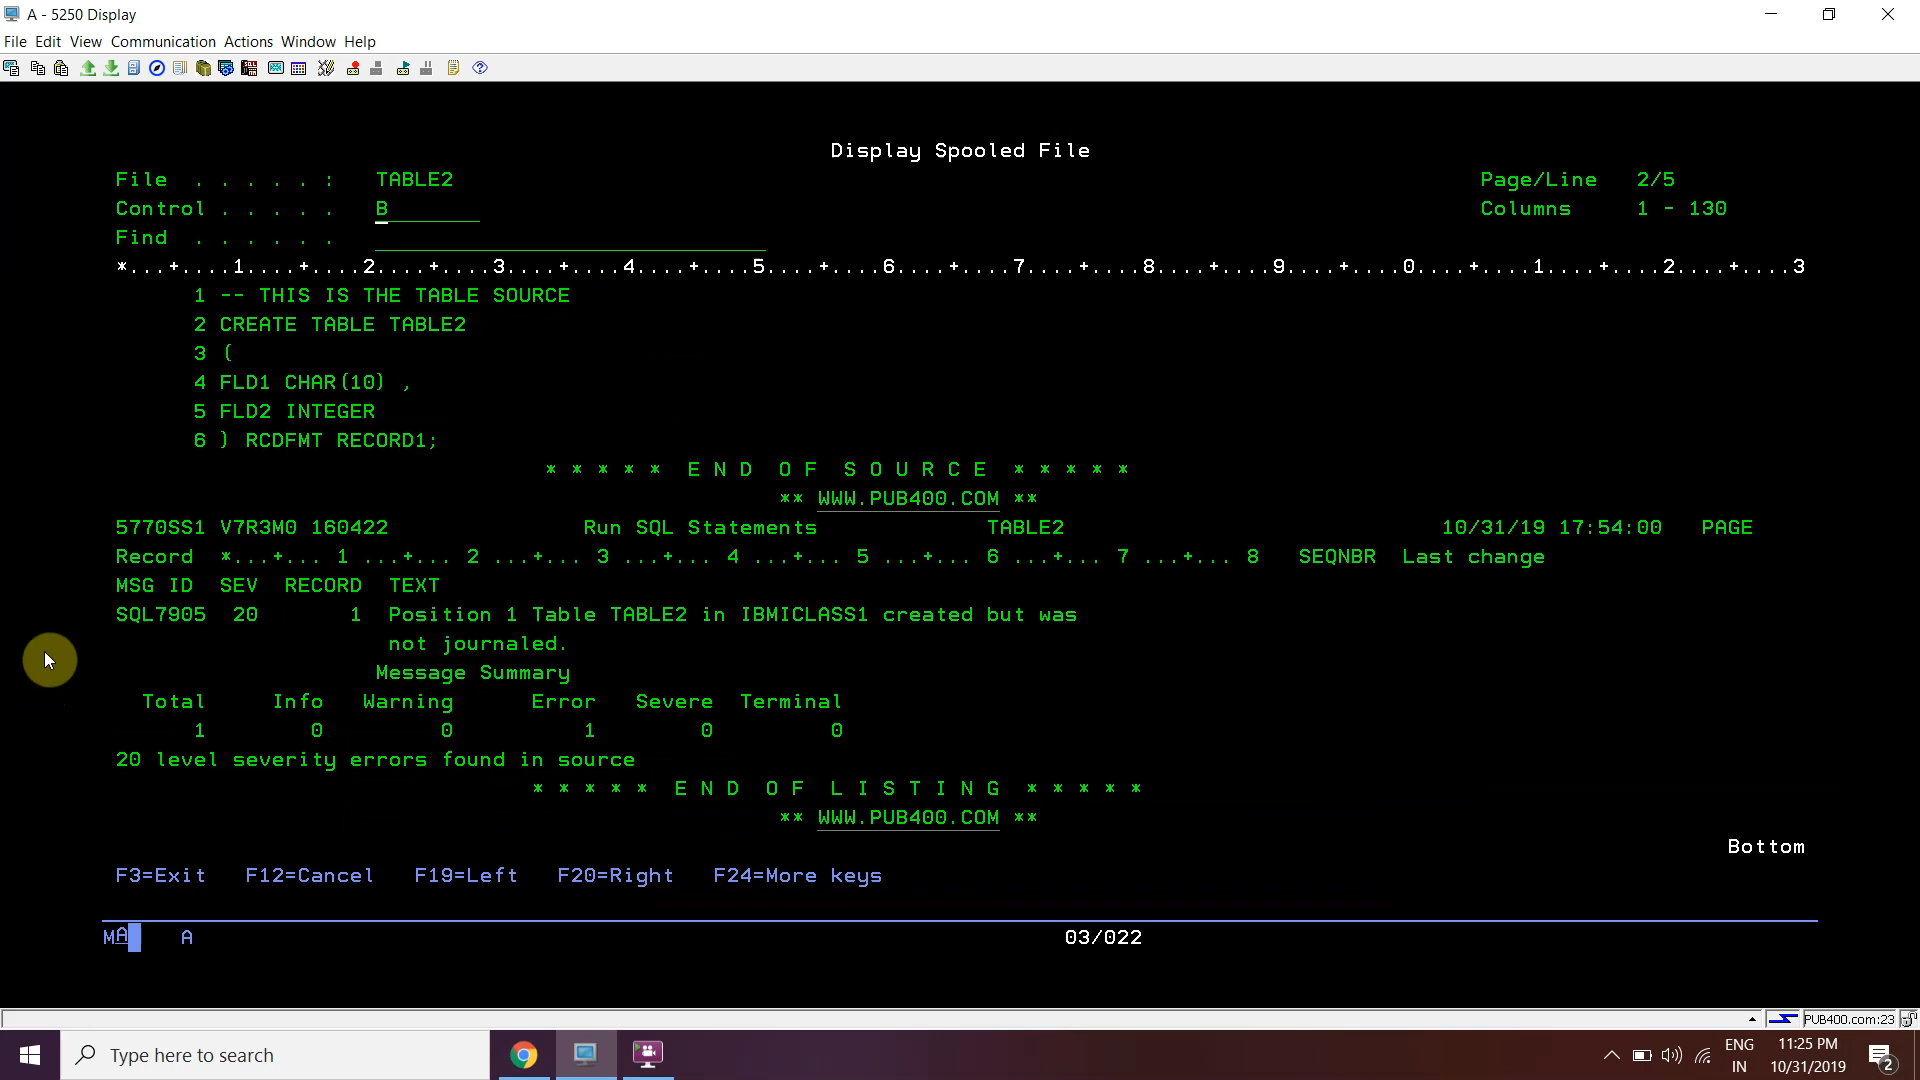 A - 5250 Display
File Edit View Communication Actions Window Help
Display Spooled File
File . . . . . : TABLE2 Page/Line 2/5
Control . . . . . B Columns 1 - 130
Find . . . . . .
*...+....1....+....2....+....3....+....4....+....5....+....6....+....7....+....8....+....9....+....0....+....1....+....2....+....3
1 -- THIS IS THE TABLE SOURCE
2 CREATE TABLE TABLE2
3 (
4 FLD1 CHAR(10) ,
5 FLD2 INTEGER
6 ) RCDFMT RECORD1;
* * * * * E N D O F S O U R C E * * * * *
** WWW.PUB400.COM **
5770SS1 V7R3M0 160422 Run SQL Statements TABLE2 10/31/19 17:54:00 PAGE
Record *...+... 1 ...+... 2 ...+... 3 ...+... 4 ...+... 5 ...+... 6 ...+... 7 ...+... 8 SEQNBR Last change
MSG ID SEV RECORD TEXT
SQL7905 20 1 Position 1 Table TABLE2 in IBMICLASS1 created but was
not journaled.
Message Summary
Total Info Warning Error Severe Terminal
1 0 0 1 0 0
20 level severity errors found in source
* * * * * E N D O F L I S T I N G * * * * *
** WWW.PUB400.COM **
Bottom
F3=Exit F12=Cancel F19=Left F20=Right F24=More keys
MA A 03/022
PUB400.com:23
Type here to search
ENG
IN
11:25 PM
10/31/2019
2